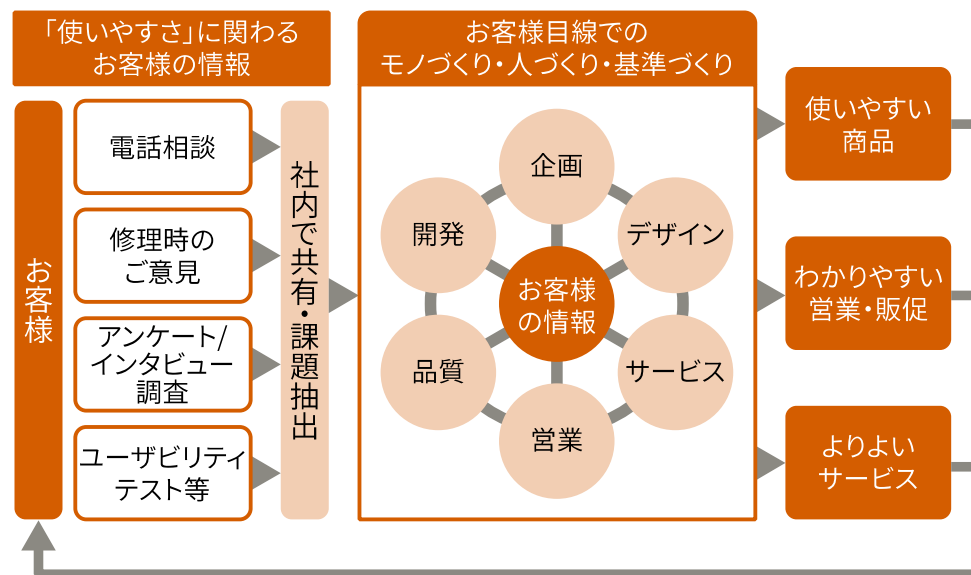 「使いやすさ」に関わる
お客様の情報
お客様
電話相談
修理時の
ご意見
アンケート/
インタビュー
調査
ユーザビリティ
テスト等
社内で共有・課題抽出
お客様目線での
モノづくり・人づくり・基準づくり
企画
開発
デザイン
お客様
の情報
品質
サービス
営業
使いやすい
商品
わかりやすい
営業・販促
よりよい
サービス